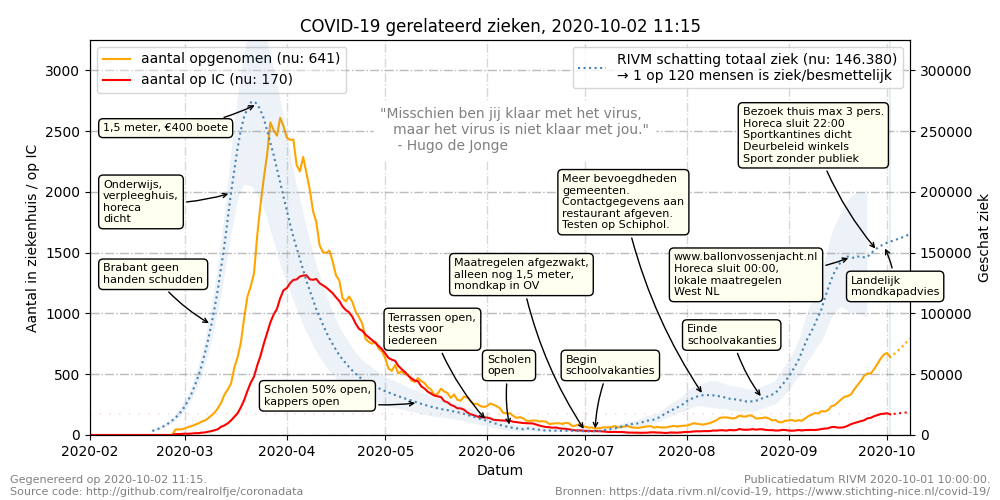 COVID-19 gerelateerd zieken, 2020-10-02 11:15
aantal opgenomen (nu: 641)
aantal op IC (nu: 170)
RIVM schatting totaal ziek (nu: 146.380)
→ 1 op 120 mensen is ziek/besmettelijk
"Misschien ben jij klaar met het virus,
maar het virus is niet klaar met jou."
- Hugo de Jonge
1,5 meter, €400 boete
Onderwijs,
verpleeghuis,
horeca
dicht
Brabant geen
handen schudden
Scholen 50% open,
kappers open
Terrassen open,
tests voor
iedereen
Maatregelen afgezwakt,
alleen nog 1,5 meter,
mondkap in OV
Scholen
open
Begin
schoolvakanties
Meer bevoegdheden
gemeenten.
Contactgegevens aan
restaurant afgeven.
Testen op Schiphol.
Einde
schoolvakanties
www.ballonvossenjacht.nl
Horeca sluit 00:00,
lokale maatregelen
West NL
Bezoek thuis max 3 pers.
Horeca sluit 22:00
Sportkantines dicht
Deurbeleid winkels
Sport zonder publiek
Landelijk
mondkapadvies
Aantal in ziekenhuis / op IC
3000
2500
2000
1500
1000
500
0
300000
250000
200000
150000
100000
50000
0
Geschat ziek
2020-02
2020-03
2020-04
2020-05
2020-06
2020-07
2020-08
2020-09
2020-10
Datum
Gegenereerd op 2020-10-02 11:15.
Source code: http://github.com/realrolfje/coronadata
Publicatiedatum RIVM 2020-10-01 10:00:00.
Bronnen: https://data.rivm.nl/covid-19, https://www.stichting-nice.nl/covid-19/